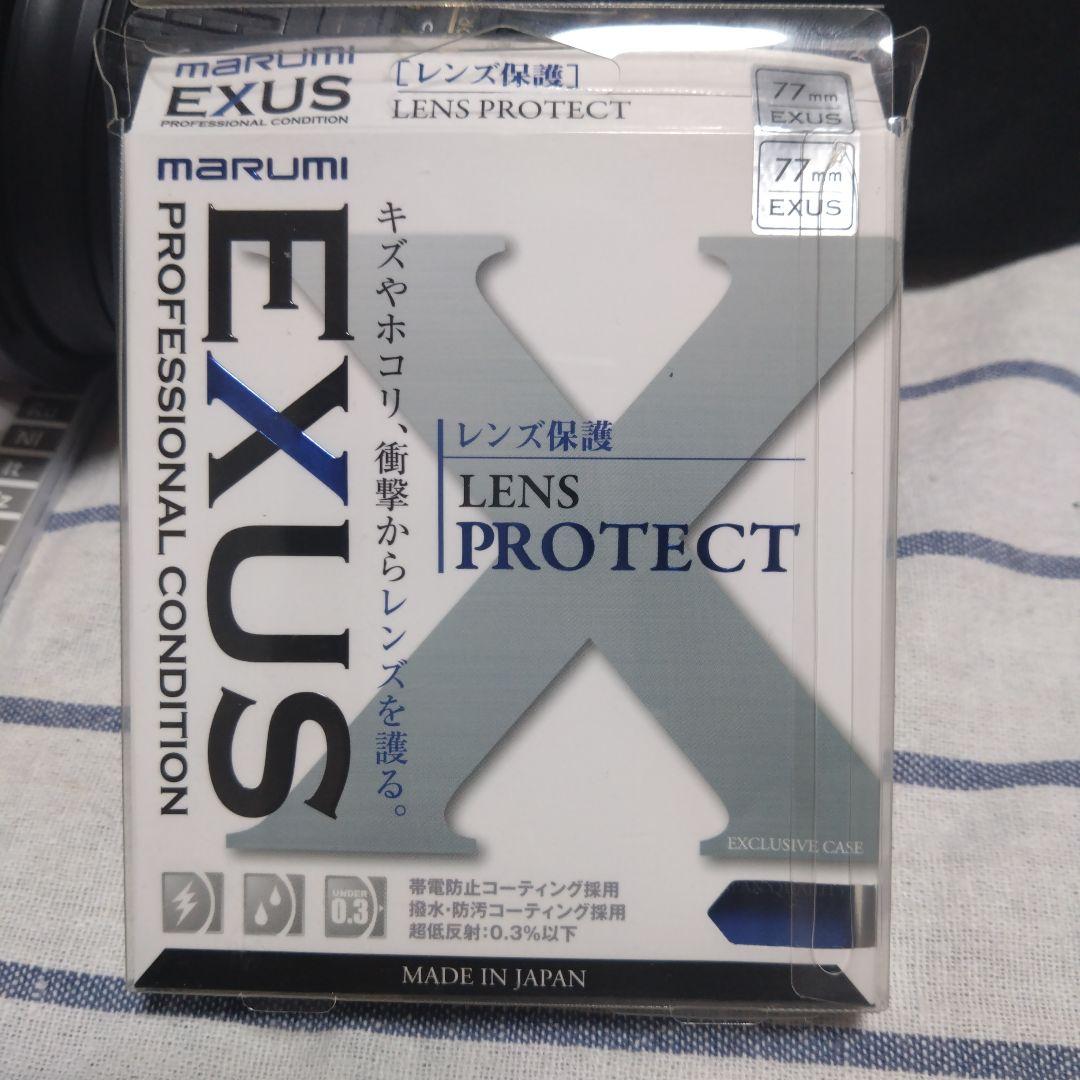 marumi
EXUS
PROFESSIONAL CONDITION
[レンズ保護]
LENS PROTECT
77mm
EXUS
77mm
EXUS
marumi
EXUS
PROFESSIONAL CONDITION
キズやホコリ、衝撃からレンズを護る。
レンズ保護
LENS
PROTECT
EXCLUSIVE CASE
UNDER
0.3
帯電防止コーティング採用
撥水・防汚コーティング採用
超低反射:0.3%以下
MADE IN JAPAN